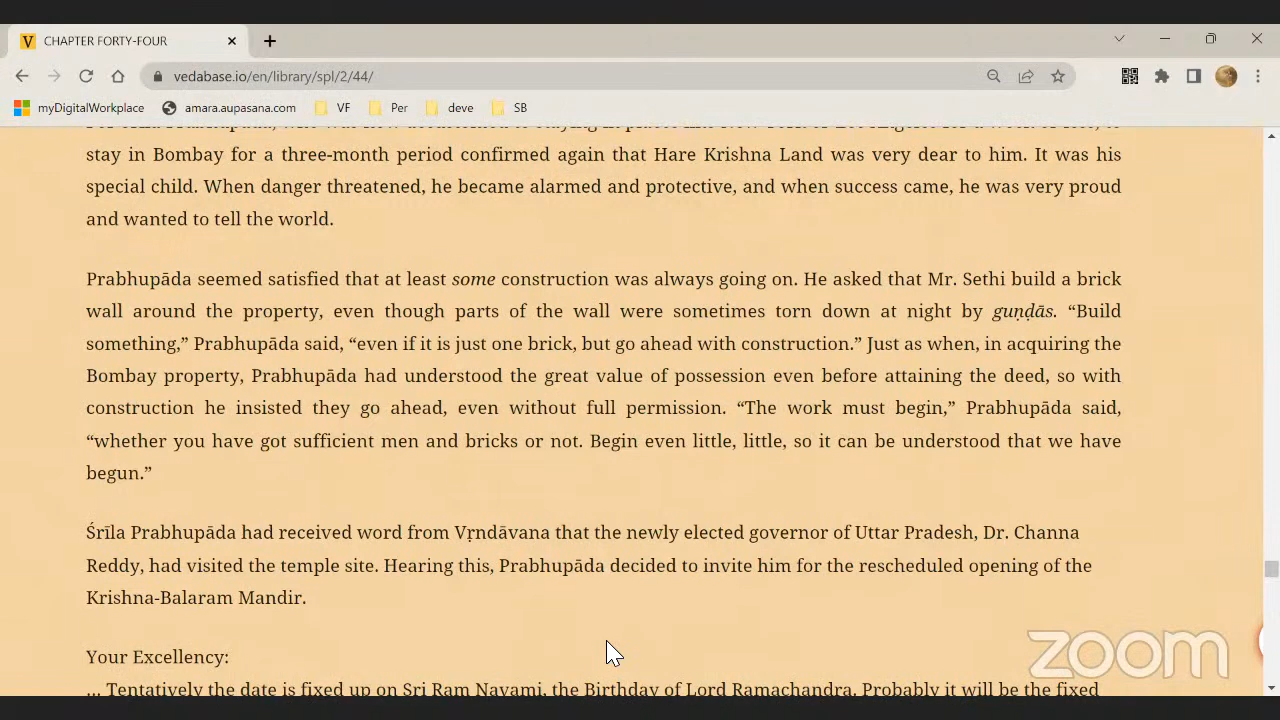 CHAPTER FORTY-FOUR
vedabase.io/en/library/spl/2/44/
myDigitalWorkplace amara.aupasana.com VF Per deve SB
stay in Bombay for a three-month period confirmed again that Hare Krishna Land was very dear to him. It was his
special child. When danger threatened, he became alarmed and protective, and when success came, he was very proud
and wanted to tell the world.
Prabhupāda seemed satisfied that at least some construction was always going on. He asked that Mr. Sethi build a brick
wall around the property, even though parts of the wall were sometimes torn down at night by guṇḍās. “Build
something,” Prabhupāda said, “even if it is just one brick, but go ahead with construction.” Just as when, in acquiring the
Bombay property, Prabhupāda had understood the great value of possession even before attaining the deed, so with
construction he insisted they go ahead, even without full permission. “The work must begin,” Prabhupāda said,
“whether you have got sufficient men and bricks or not. Begin even little, little, so it can be understood that we have
begun.”
Śrīla Prabhupāda had received word from Vṛndāvana that the newly elected governor of Uttar Pradesh, Dr. Channa
Reddy, had visited the temple site. Hearing this, Prabhupāda decided to invite him for the rescheduled opening of the
Krishna-Balaram Mandir.
Your Excellency:
... Tentatively the date is fixed up on Sri Ram Navami, the Birthday of Lord Ramachandra. Probably it will be the fixed
zoom